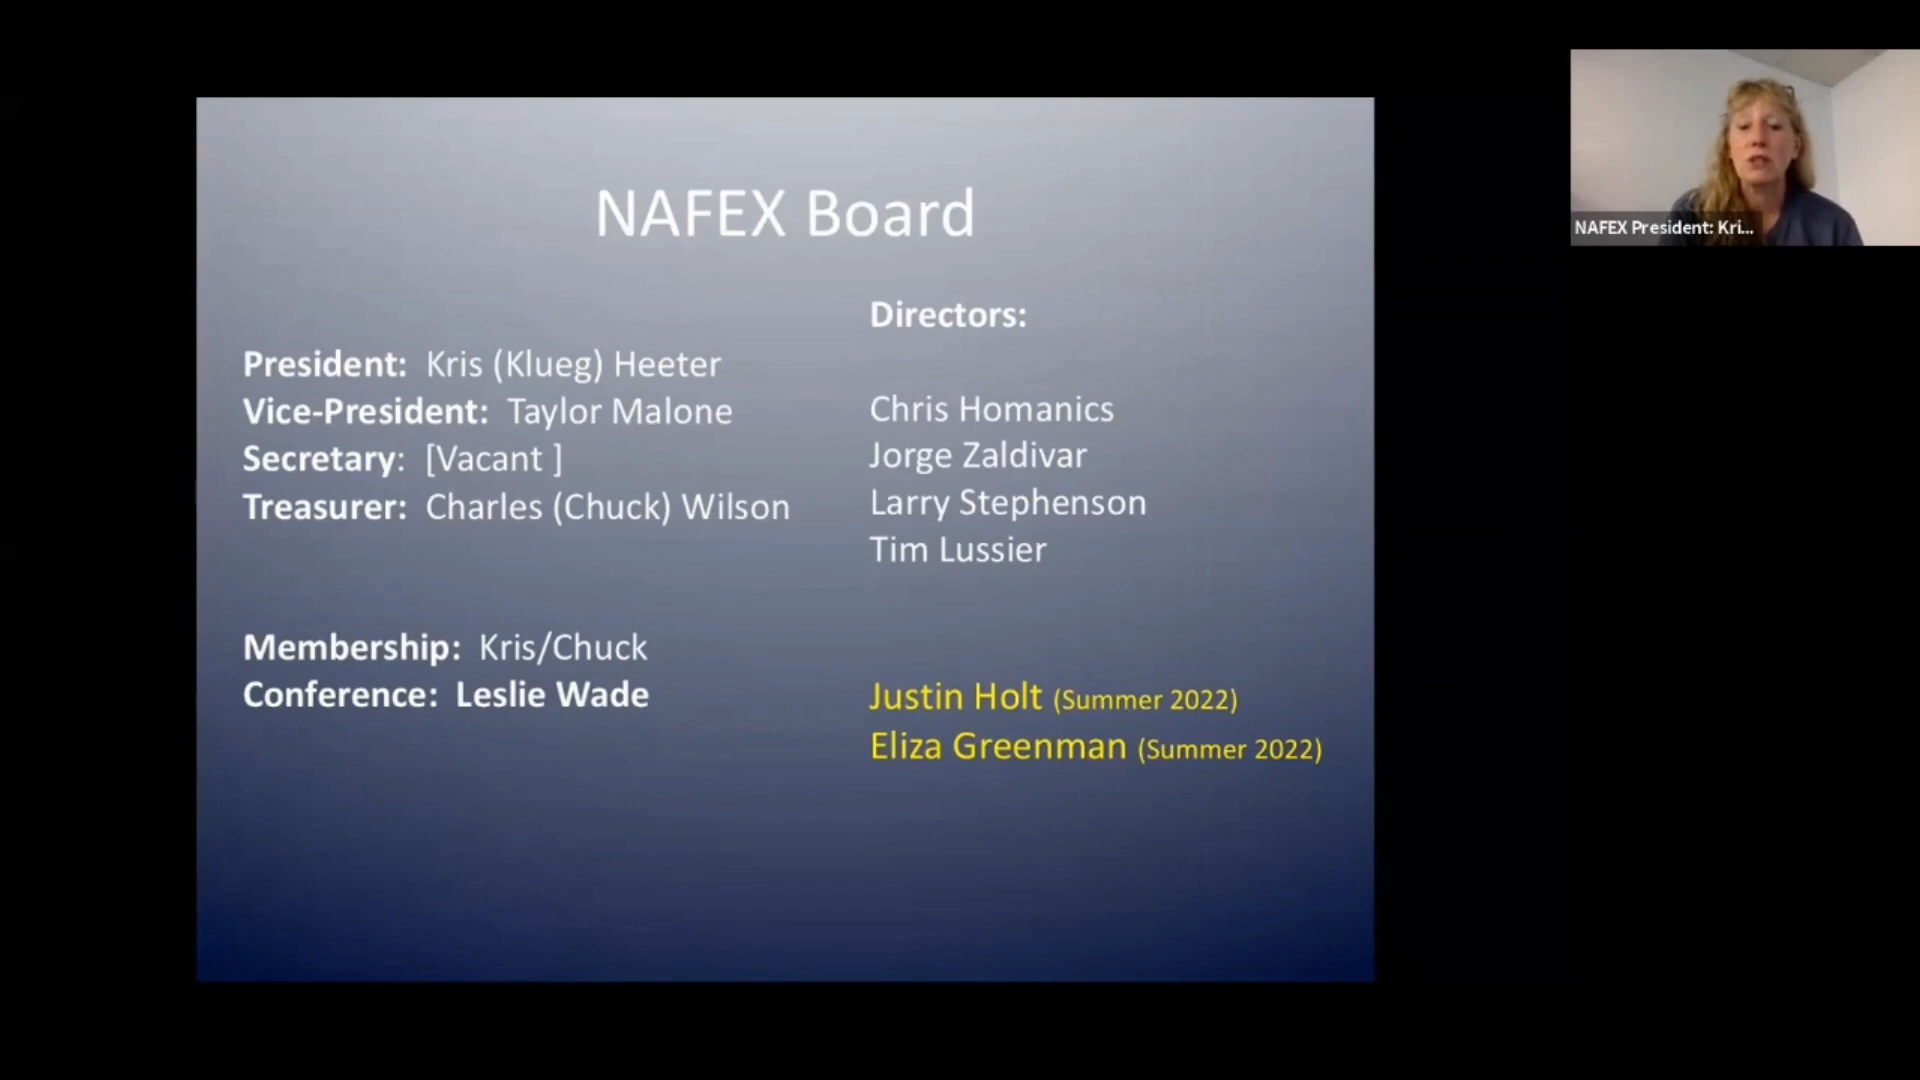 NAFEX Board
President: Kris (Klueg) Heeter
Vice-President: Taylor Malone
Secretary: [Vacant ]
Treasurer: Charles (Chuck) Wilson
Membership: Kris/Chuck
Conference: Leslie Wade
Directors:
Chris Homanics
Jorge Zaldivar
Larry Stephenson
Tim Lussier
Justin Holt (Summer 2022)
Eliza Greenman (Summer 2022)
NAFEX President: Kri...